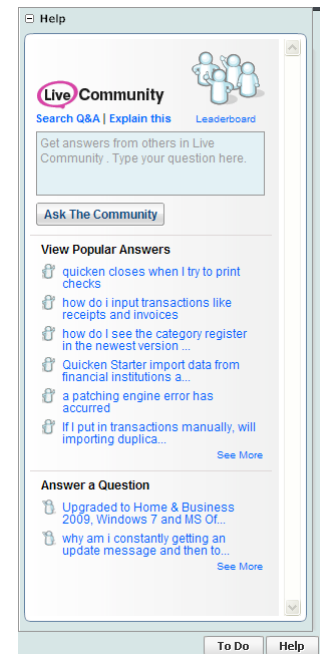 Help
Live Community
Search Q&A | Explain this
Leaderboard
Get answers from others in Live
Community . Type your question here.
Ask The Community
View Popular Answers
quicken closes when I try to print
checks
how do i input transactions like
receipts and invoices
how do I see the category register
in the newest version ...
Quicken Starter import data from
financial institutions a...
a patching engine error has
accurred
If I put in transactions manually, will
importing duplica...
See More
Answer a Question
Upgraded to Home & Business
2009, Windows 7 and MS Of...
why am i constantly getting an
update message and then to...
See More
To Do
Help